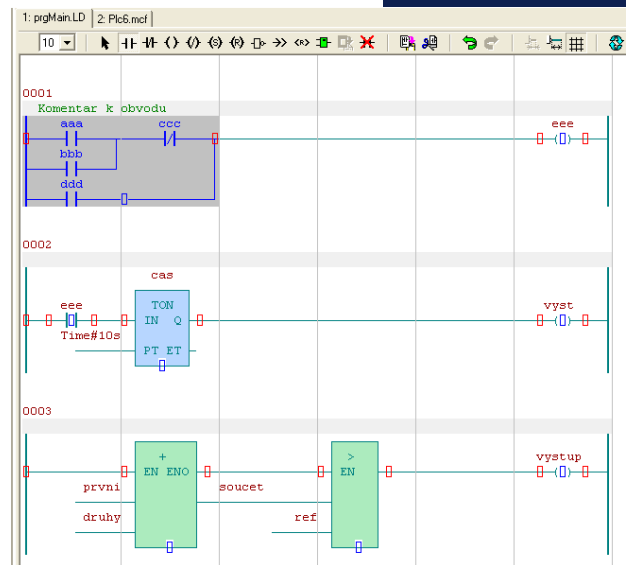 1: prgMain.LD 2: Plc6.mcf
10
0001
Komentar k obvodu
aaa ccc eee
bbb
ddd
0002
cas
eee TON vyst
IN Q
Time#10s
PT ET
0003
+ > vystup
EN ENO EN
prvni soucet
druhy ref